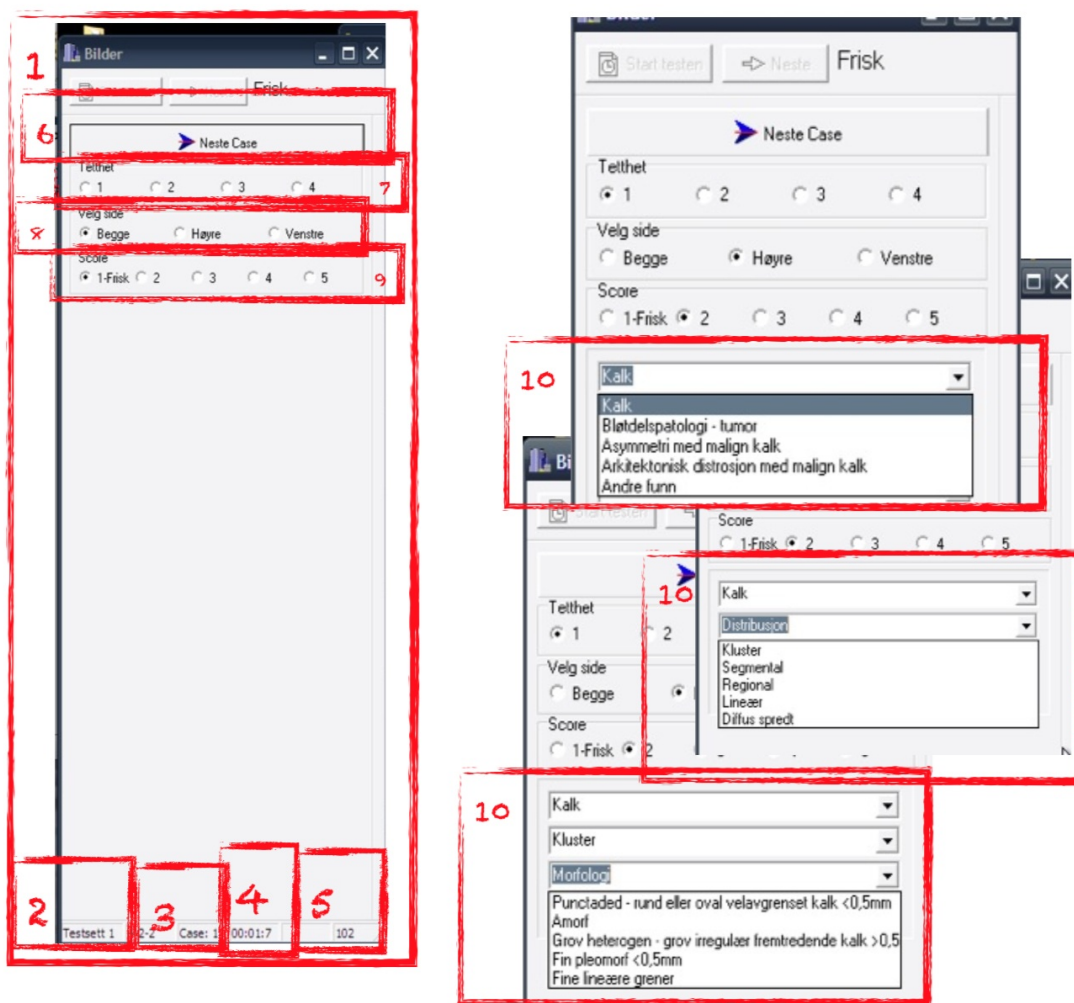 Bilder
1
Frisk
6
Neste Case
Tetthet
1 2 3 4
7
Velg side
8
Begge Høyre Venstre
Score
1-Frisk 2 3 4 5
9
2 3 4 5
Testsett 1 2-2 Case: 1 00:01:7 102
Start testen Neste Frisk
Neste Case
Tetthet
1 2 3 4
Velg side
Begge Høyre Venstre
Score
1-Frisk 2 3 4 5
10
Kalk
Kalk
Bløtdelspatologi - tumor
Asymmetri med malign kalk
Arkitektonisk distrosjon med malign kalk
Andre funn
Score
1-Frisk 2 3 4 5
10
Kalk
Distribusjon
Kluster
Segmental
Regional
Lineær
Diffus spredt
Start testen
Tetthet
1 2
Velg side
Begge
Score
1-Frisk 2
10
Kalk
Kluster
Morfologi
Punctaded - rund eller oval velavgrenset kalk <0,5mm
Amorf
Grov heterogen - grov irregulær fremtredende kalk >0,5
Fin pleomorf <0,5mm
Fine lineære grener